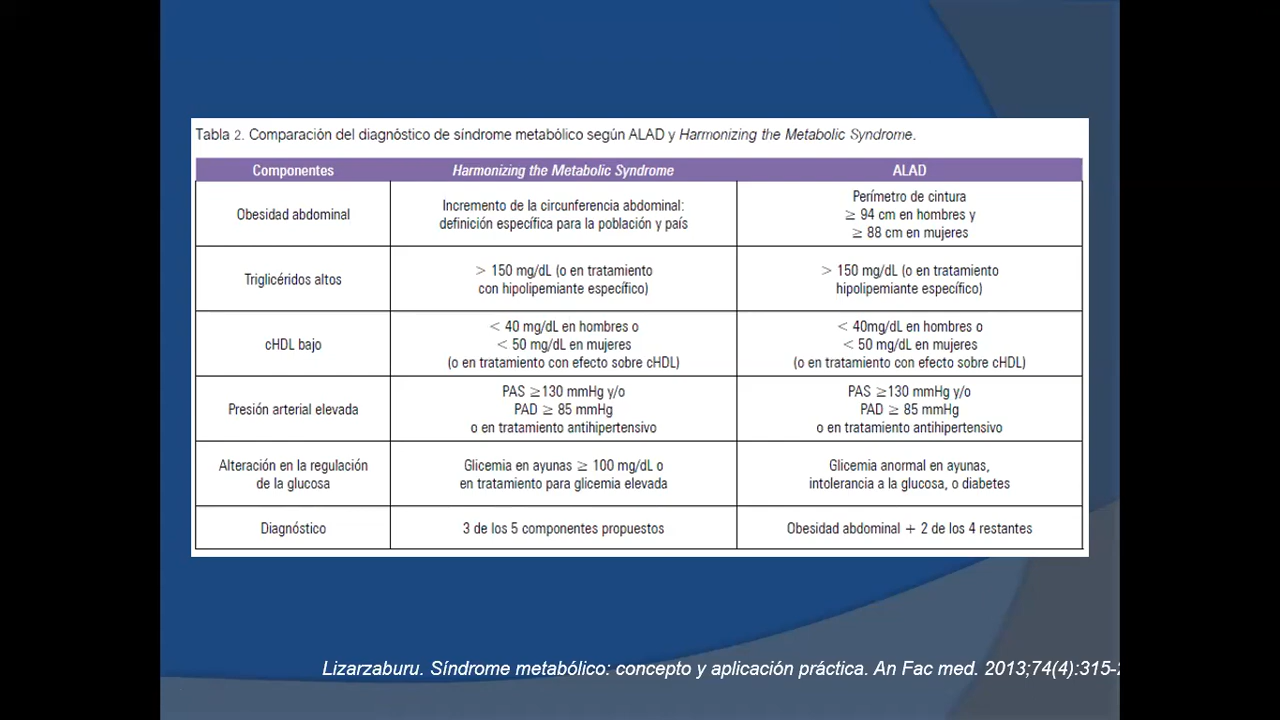 Tabla 2. Comparación del diagnóstico de síndrome metabólico según ALAD y Harmonizing the Metabolic Syndrome.
Componentes
Harmonizing the Metabolic Syndrome
ALAD
Obesidad abdominal
Incremento de la circunferencia abdominal:
definición específica para la población y país
Perímetro de cintura
≥ 94 cm en hombres y
≥ 88 cm en mujeres
Triglicéridos altos
> 150 mg/dL (o en tratamiento
con hipolipemiante específico)
> 150 mg/dL (o en tratamiento
hipolipemiante específico)
cHDL bajo
< 40 mg/dL en hombres o
< 50 mg/dL en mujeres
(o en tratamiento con efecto sobre cHDL)
< 40mg/dL en hombres o
< 50 mg/dL en mujeres
(o en tratamiento con efecto sobre cHDL)
Presión arterial elevada
PAS ≥130 mmHg y/o
PAD ≥ 85 mmHg
o en tratamiento antihipertensivo
PAS ≥130 mmHg y/o
PAD ≥ 85 mmHg
o en tratamiento antihipertensivo
Alteración en la regulación
de la glucosa
Glicemia en ayunas ≥ 100 mg/dL o
en tratamiento para glicemia elevada
Glicemia anormal en ayunas,
intolerancia a la glucosa, o diabetes
Diagnóstico
3 de los 5 componentes propuestos
Obesidad abdominal + 2 de los 4 restantes
Lizarzaburu. Síndrome metabólico: concepto y aplicación práctica. An Fac med. 2013;74(4):315-